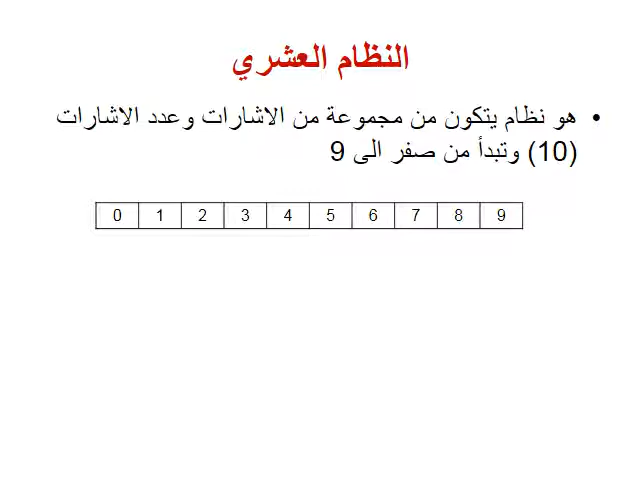 النظام العشري
• هو نظام يتكون من مجموعة من الاشارات وعدد الاشارات
(10) وتبدأ من صفر الى 9
0 1 2 3 4 5 6 7 8 9